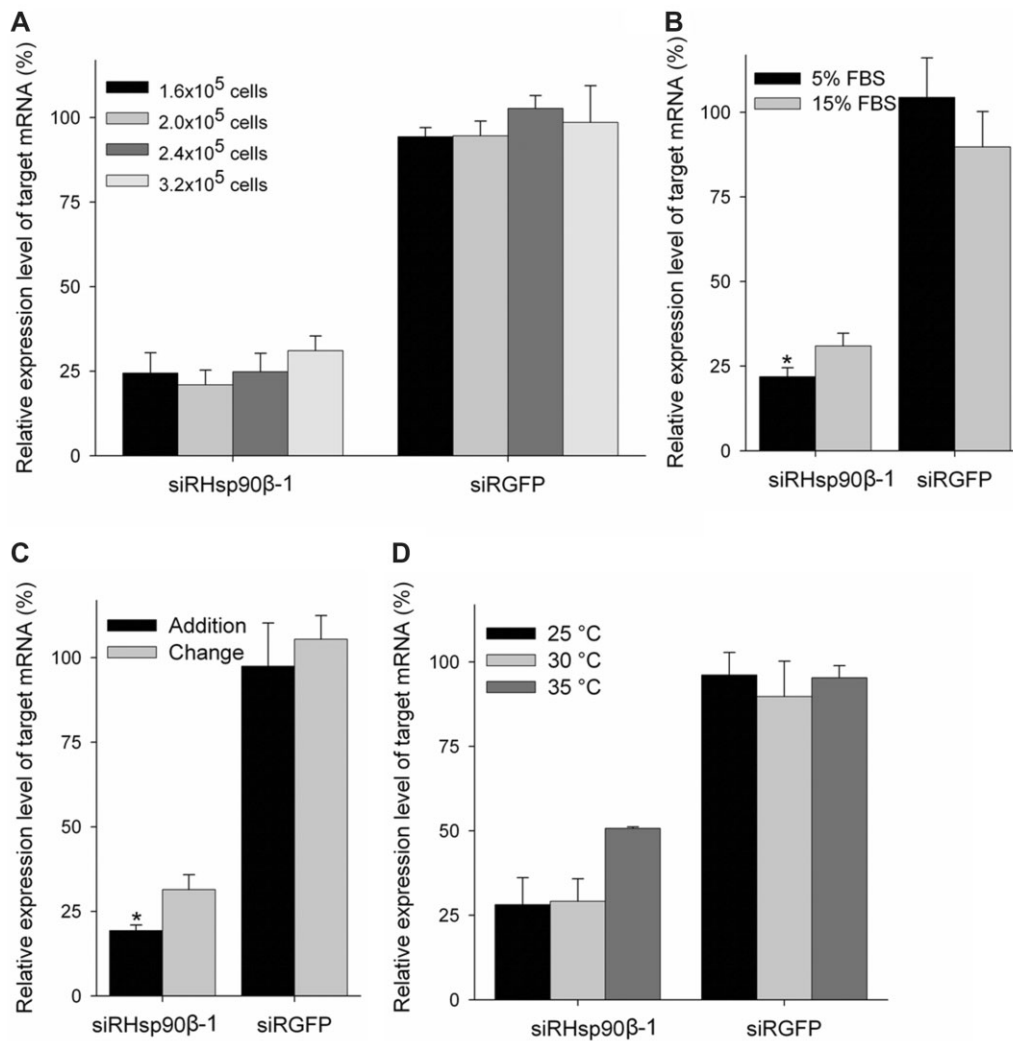 A
Relative expression level of target mRNA (%)
100
75
50
25
0
1.6x10⁵ cells
2.0x10⁵ cells
2.4x10⁵ cells
3.2x10⁵ cells
siRHsp90β-1
siRGFP
B
Relative expression level of target mRNA (%)
100
75
50
25
0
5% FBS
15% FBS
*
siRHsp90β-1
siRGFP
C
Relative expression level of target mRNA (%)
100
75
50
25
0
Addition
Change
*
siRHsp90β-1
siRGFP
D
Relative expression level of target mRNA (%)
100
75
50
25
0
25 °C
30 °C
35 °C
siRHsp90β-1
siRGFP